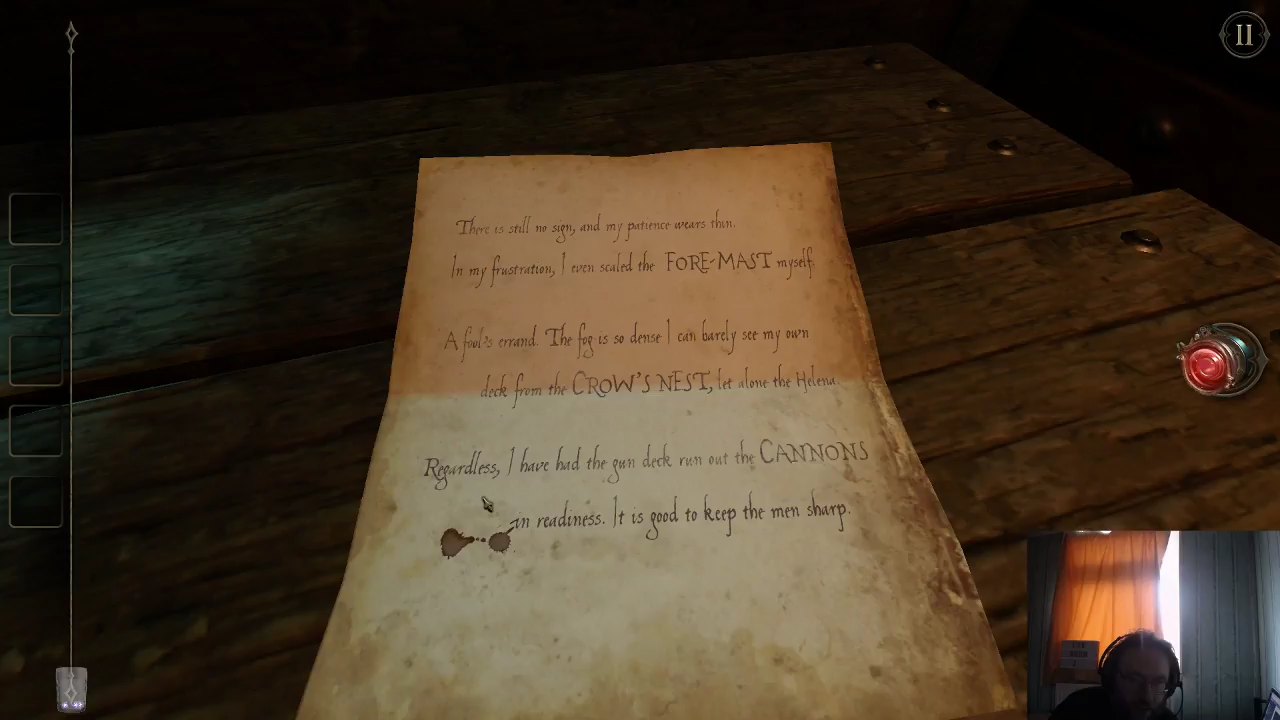 There is still no sign, and my patience wears thin.
In my frustration, I even scaled the FORE-MAST myself.
A fool's errand. The fog is so dense I can barely see my own
deck from the CROW'S NEST, let alone the Helena.
Regardless, I have had the gun deck run out the CANNONS
in readiness. It is good to keep the men sharp.